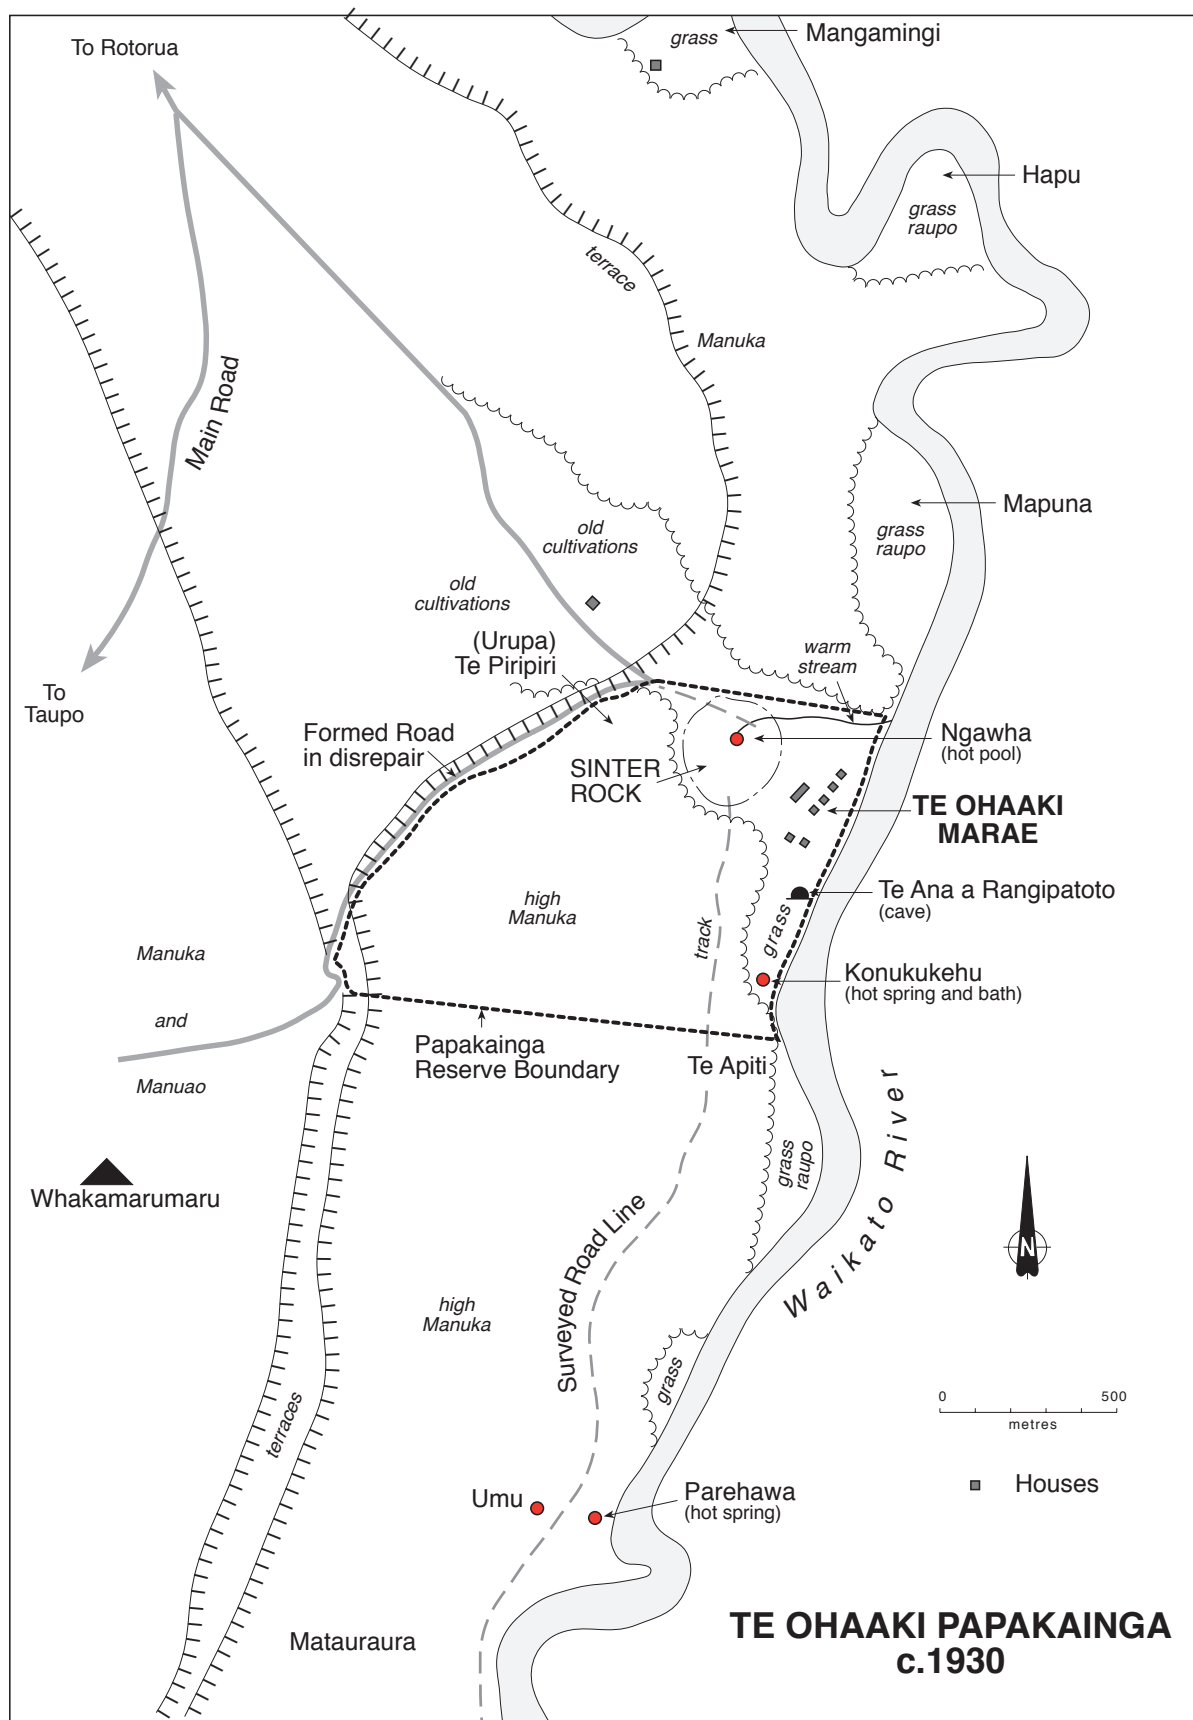 To Rotorua
grass
Mangamingi
Hapu
grass
raupo
terrace
Manuka
Main Road
Mapuna
grass
raupo
old
cultivations
old
cultivations
(Urupa)
Te Piripiri
warm
stream
To
Taupo
Formed Road
in disrepair
Ngawha
(hot pool)
SINTER
ROCK
TE OHAAKI
MARAE
high
Manuka
Te Ana a Rangipatoto
(cave)
grass
track
Manuka
and
Manuao
Konukukehu
(hot spring and bath)
Papakainga
Reserve Boundary
Te Apiti
grass
raupo
Waikato River
Whakamarumaru
N
Surveyed Road Line
high
Manuka
grass
0 500
metres
terraces
Houses
Umu
Parehawa
(hot spring)
Matauraura
TE OHAAKI PAPAKAINGA
c.1930